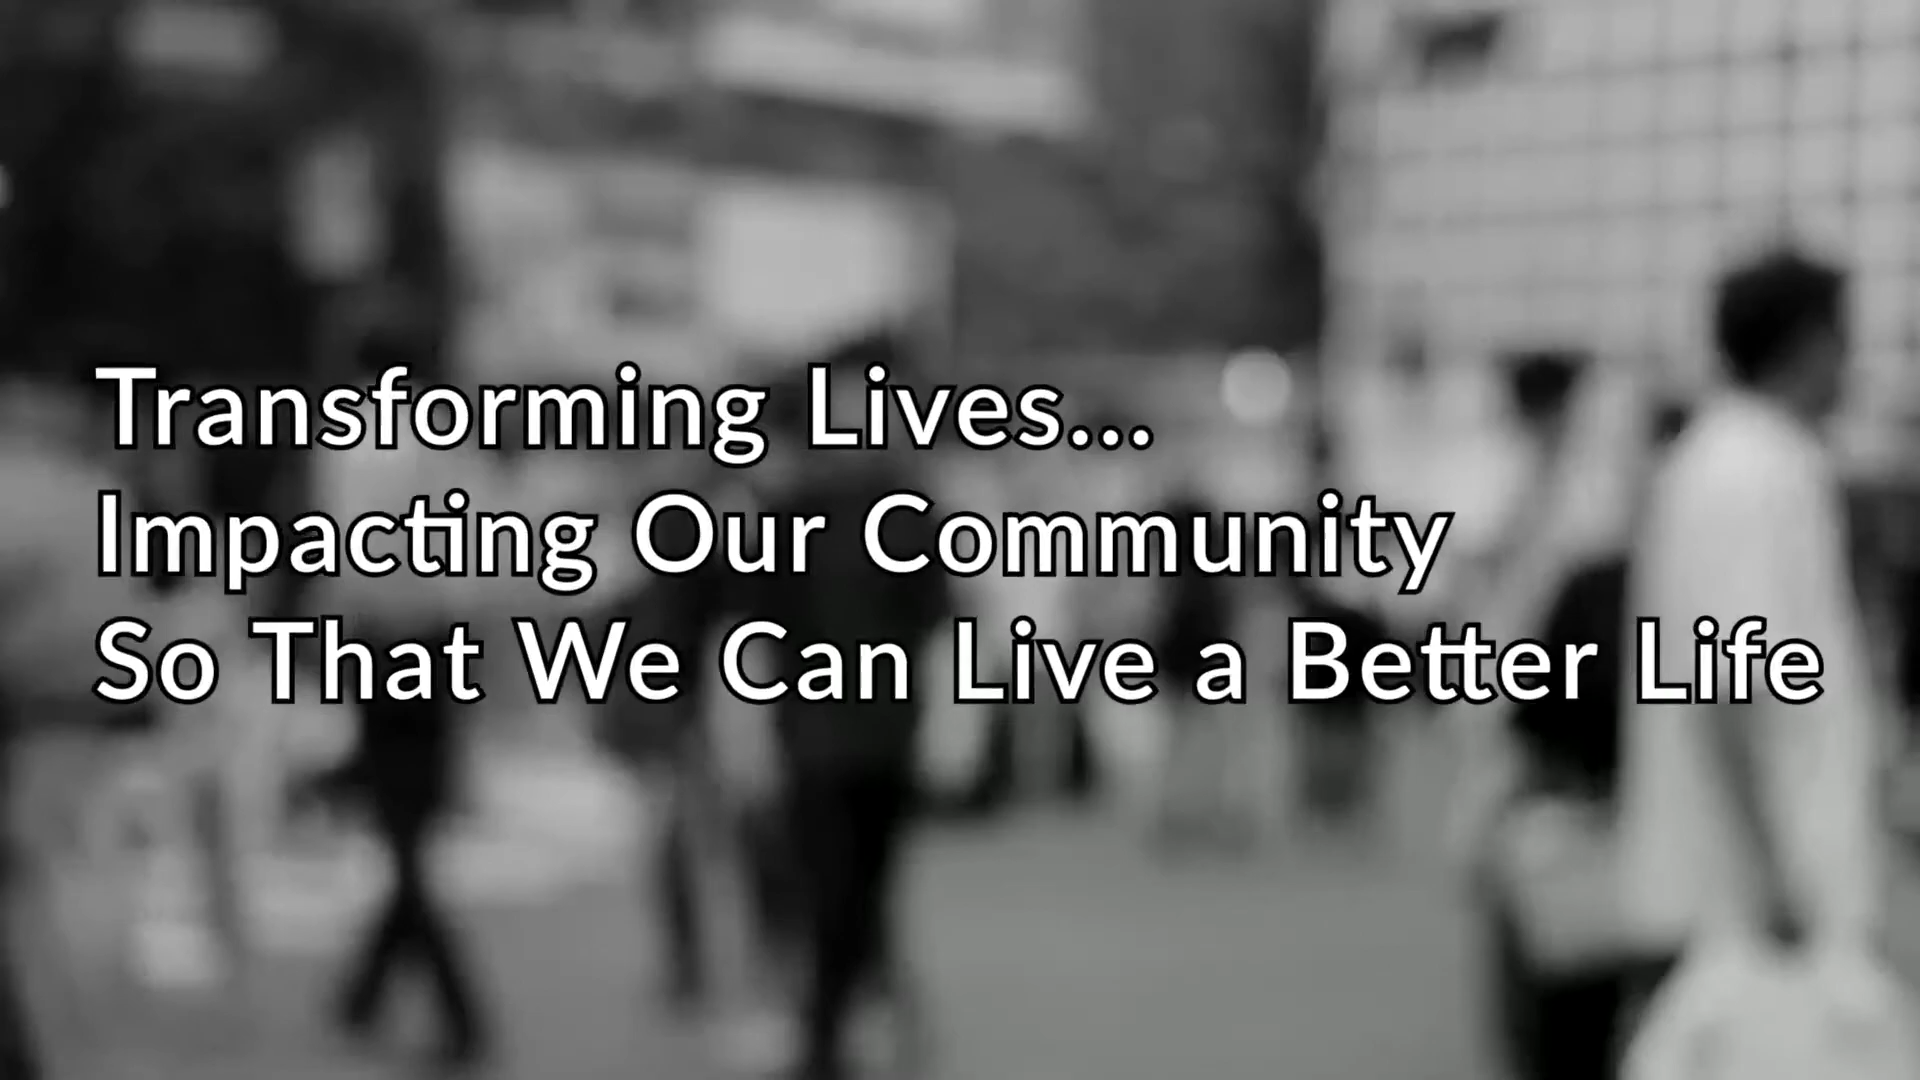 Transforming Lives...
Impacting Our Community
So That We Can Live a Better Life